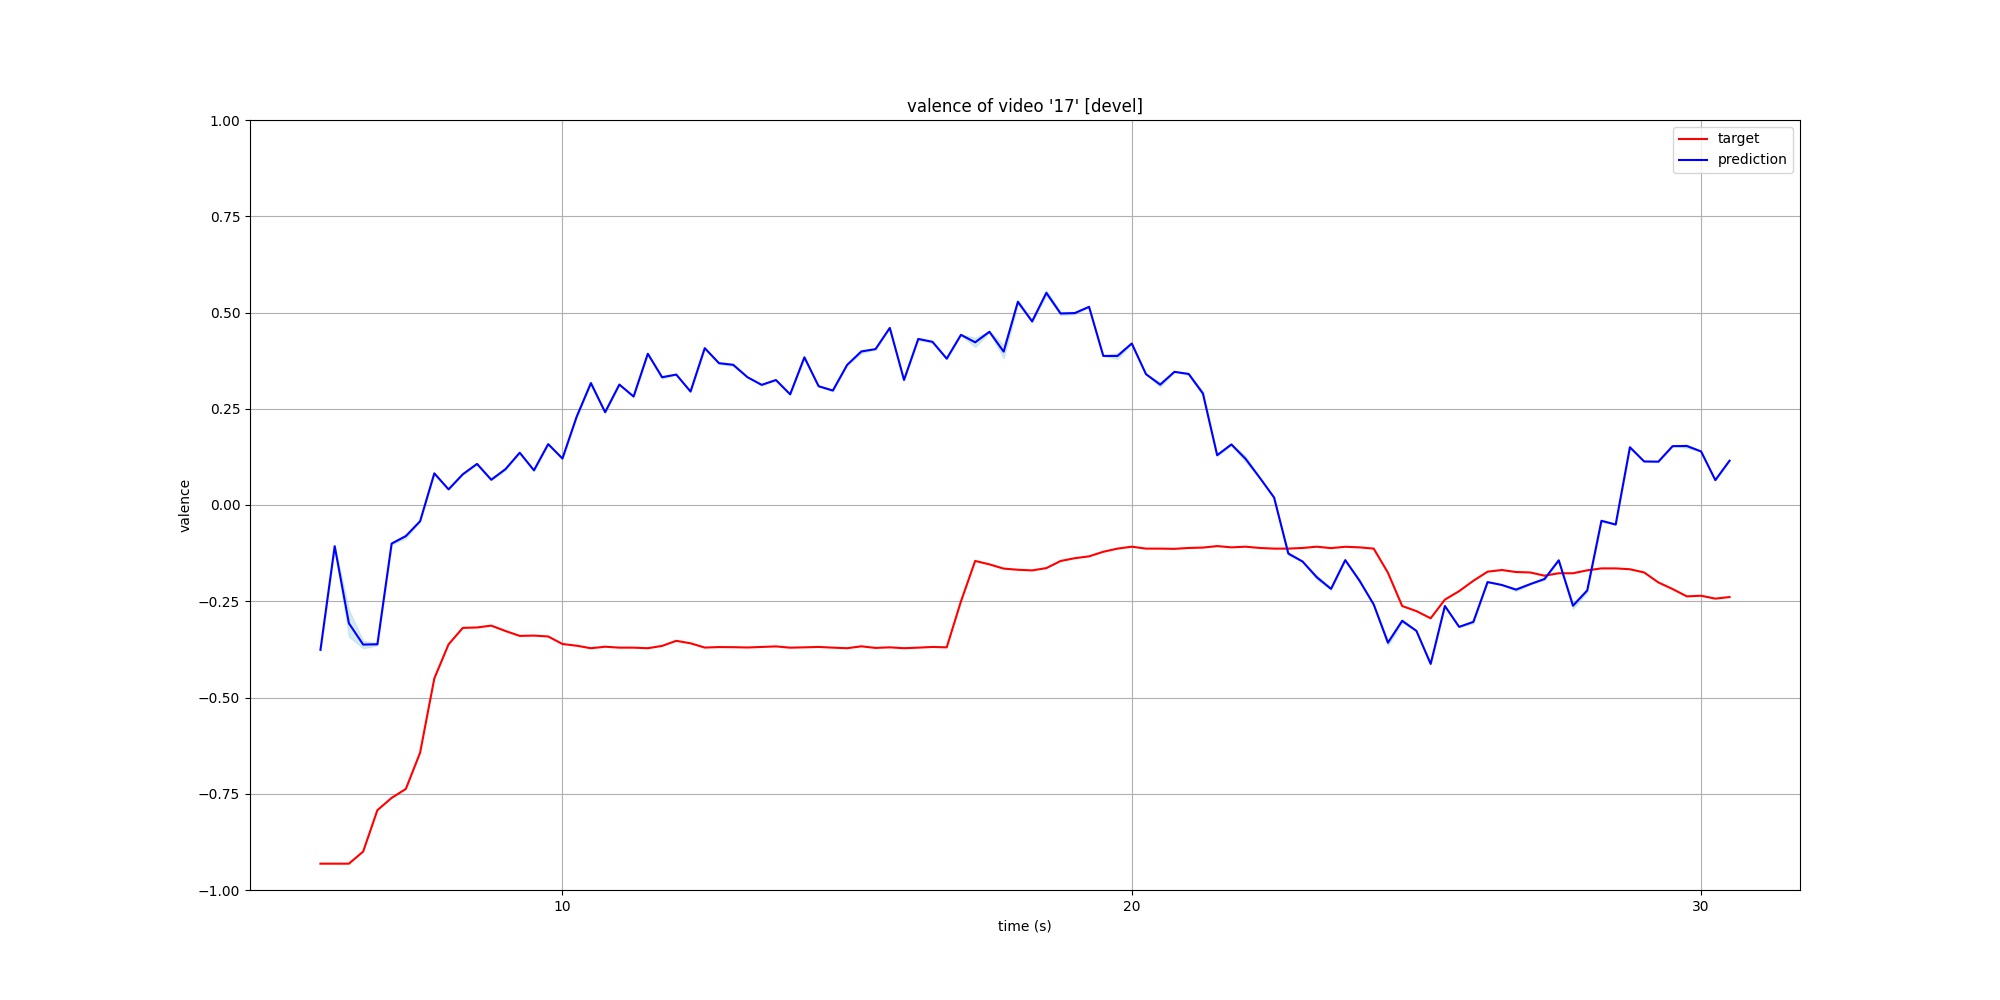 valence of video '17' [devel]
1.00
0.75
0.50
0.25
0.00
−0.25
−0.50
−0.75
−1.00
valence
target
prediction
10 20 30
time (s)